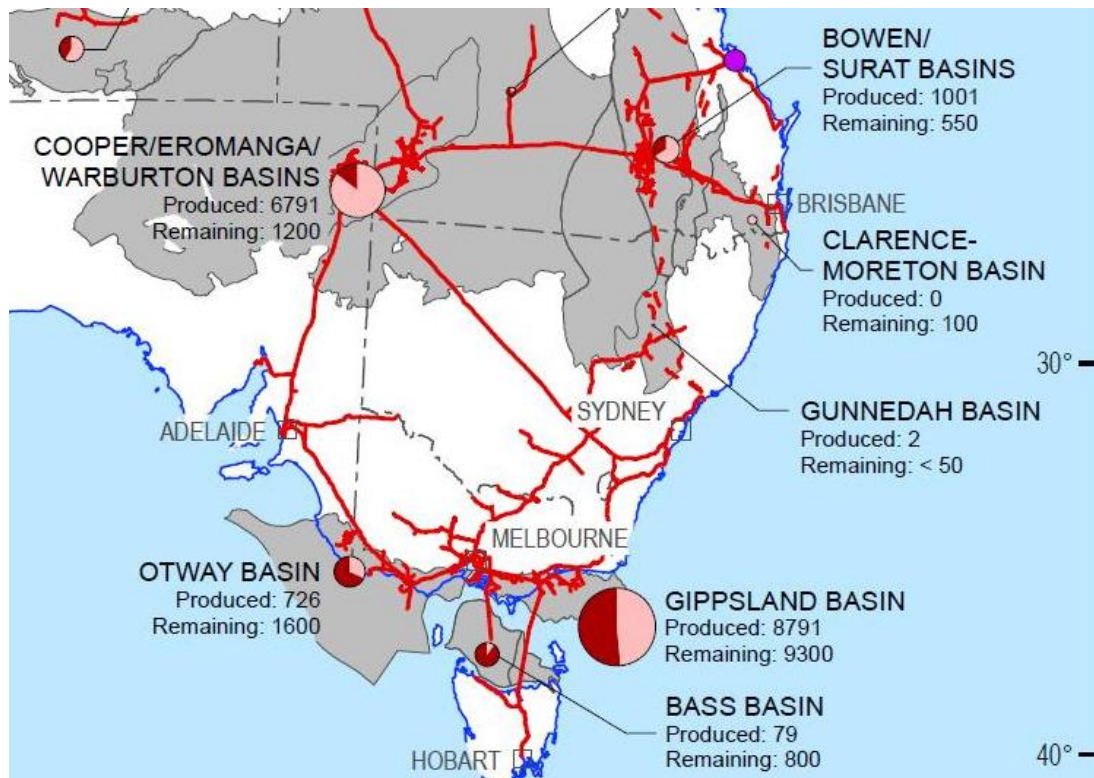 BOWEN/
SURAT BASINS
Produced: 1001
Remaining: 550
COOPER/EROMANGA/
WARBURTON BASINS
Produced: 6791
Remaining: 1200
BRISBANE
CLARENCE-
MORETON BASIN
Produced: 0
Remaining: 100
30°
SYDNEY
GUNNEDAH BASIN
Produced: 2
Remaining: < 50
ADELAIDE
MELBOURNE
OTWAY BASIN
Produced: 726
Remaining: 1600
GIPPSLAND BASIN
Produced: 8791
Remaining: 9300
BASS BASIN
Produced: 79
Remaining: 800
HOBART
40°